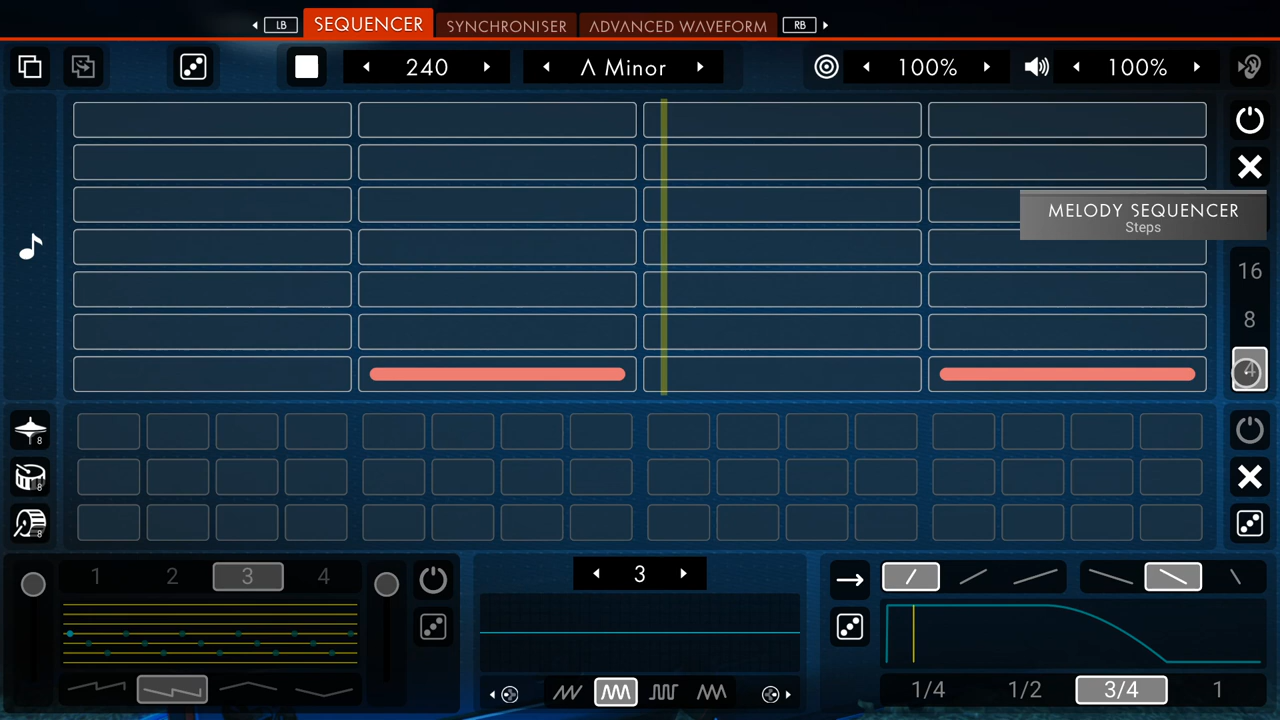 LB SEQUENCER SYNCHRONISER ADVANCED WAVEFORM RB
240 A Minor 100% 100%
MELODY SEQUENCER
Steps
16
8
4
8
8
8
1 2 3 4
3
1/4 1/2 3/4 1